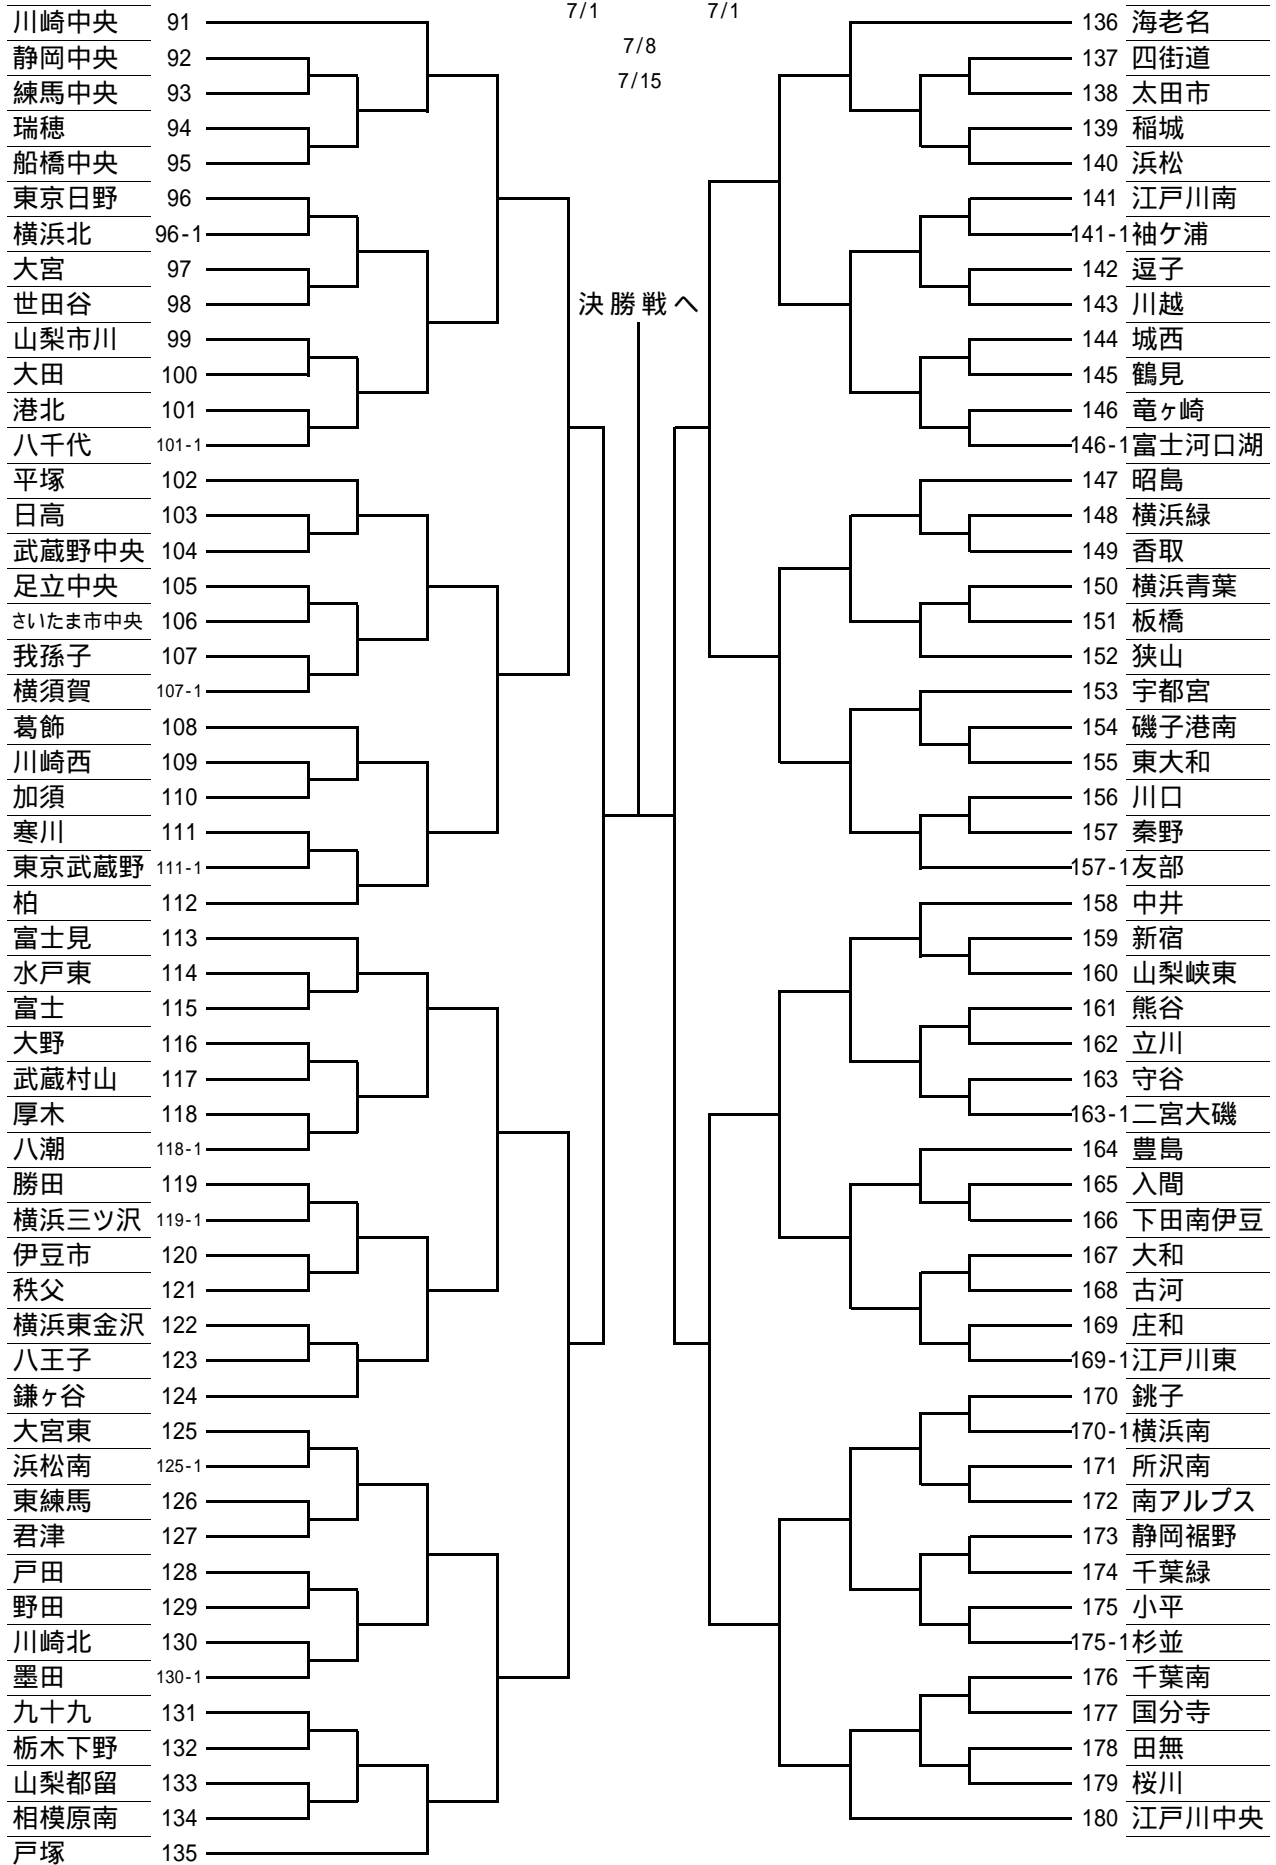 7/1 7/1
7/8
7/15
決勝戦へ
川崎中央 91
静岡中央 92
練馬中央 93
瑞穂 94
船橋中央 95
東京日野 96
横浜北 96-1
大宮 97
世田谷 98
山梨市川 99
大田 100
港北 101
八千代 101-1
平塚 102
日高 103
武蔵野中央 104
足立中央 105
さいたま市中央 106
我孫子 107
横須賀 107-1
葛飾 108
川崎西 109
加須 110
寒川 111
東京武蔵野 111-1
柏 112
富士見 113
水戸東 114
富士 115
大野 116
武蔵村山 117
厚木 118
八潮 118-1
勝田 119
横浜三ツ沢 119-1
伊豆市 120
秩父 121
横浜東金沢 122
八王子 123
鎌ヶ谷 124
大宮東 125
浜松南 125-1
東練馬 126
君津 127
戸田 128
野田 129
川崎北 130
墨田 130-1
九十九 131
栃木下野 132
山梨都留 133
相模原南 134
戸塚 135
136 海老名
137 四街道
138 太田市
139 稲城
140 浜松
141 江戸川南
141-1 袖ケ浦
142 逗子
143 川越
144 城西
145 鶴見
146 竜ヶ崎
146-1 富士河口湖
147 昭島
148 横浜緑
149 香取
150 横浜青葉
151 板橋
152 狭山
153 宇都宮
154 磯子港南
155 東大和
156 川口
157 秦野
157-1 友部
158 中井
159 新宿
160 山梨峡東
161 熊谷
162 立川
163 守谷
163-1 二宮大磯
164 豊島
165 入間
166 下田南伊豆
167 大和
168 古河
169 庄和
169-1 江戸川東
170 銚子
170-1 横浜南
171 所沢南
172 南アルプス
173 静岡裾野
174 千葉緑
175 小平
175-1 杉並
176 千葉南
177 国分寺
178 田無
179 桜川
180 江戸川中央